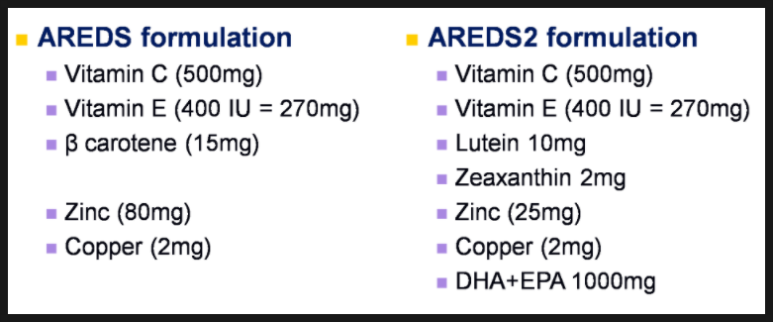 AREDS formulation
Vitamin C (500mg)
Vitamin E (400 IU = 270mg)
β carotene (15mg)
Zinc (80mg)
Copper (2mg)
AREDS2 formulation
Vitamin C (500mg)
Vitamin E (400 IU = 270mg)
Lutein 10mg
Zeaxanthin 2mg
Zinc (25mg)
Copper (2mg)
DHA+EPA 1000mg